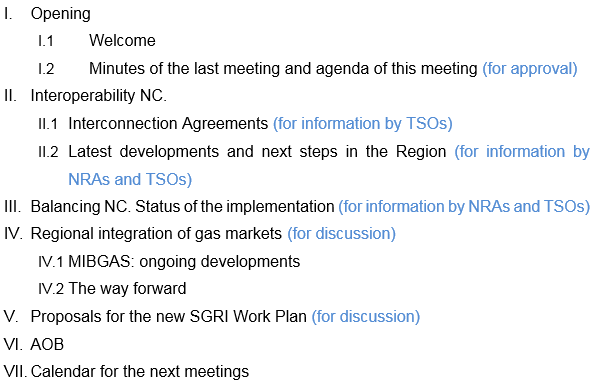 I. Opening
I.1 Welcome
I.2 Minutes of the last meeting and agenda of this meeting (for approval)
II. Interoperability NC.
II.1 Interconnection Agreements (for information by TSOs)
II.2 Latest developments and next steps in the Region (for information by
NRAs and TSOs)
III. Balancing NC. Status of the implementation (for information by NRAs and TSOs)
IV. Regional integration of gas markets (for discussion)
IV.1 MIBGAS: ongoing developments
IV.2 The way forward
V. Proposals for the new SGRI Work Plan (for discussion)
VI. AOB
VII. Calendar for the next meetings